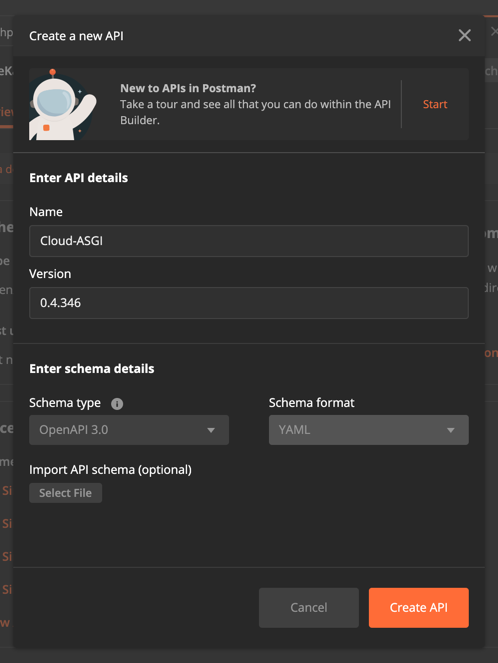 Create a new API
New to APIs in Postman?
Take a tour and see all that you can do within the API
Builder.
Start
Enter API details
Name
Cloud-ASGI
Version
0.4.346
Enter schema details
Schema type
Schema format
OpenAPI 3.0
YAML
Import API schema (optional)
Select File
Cancel
Create API